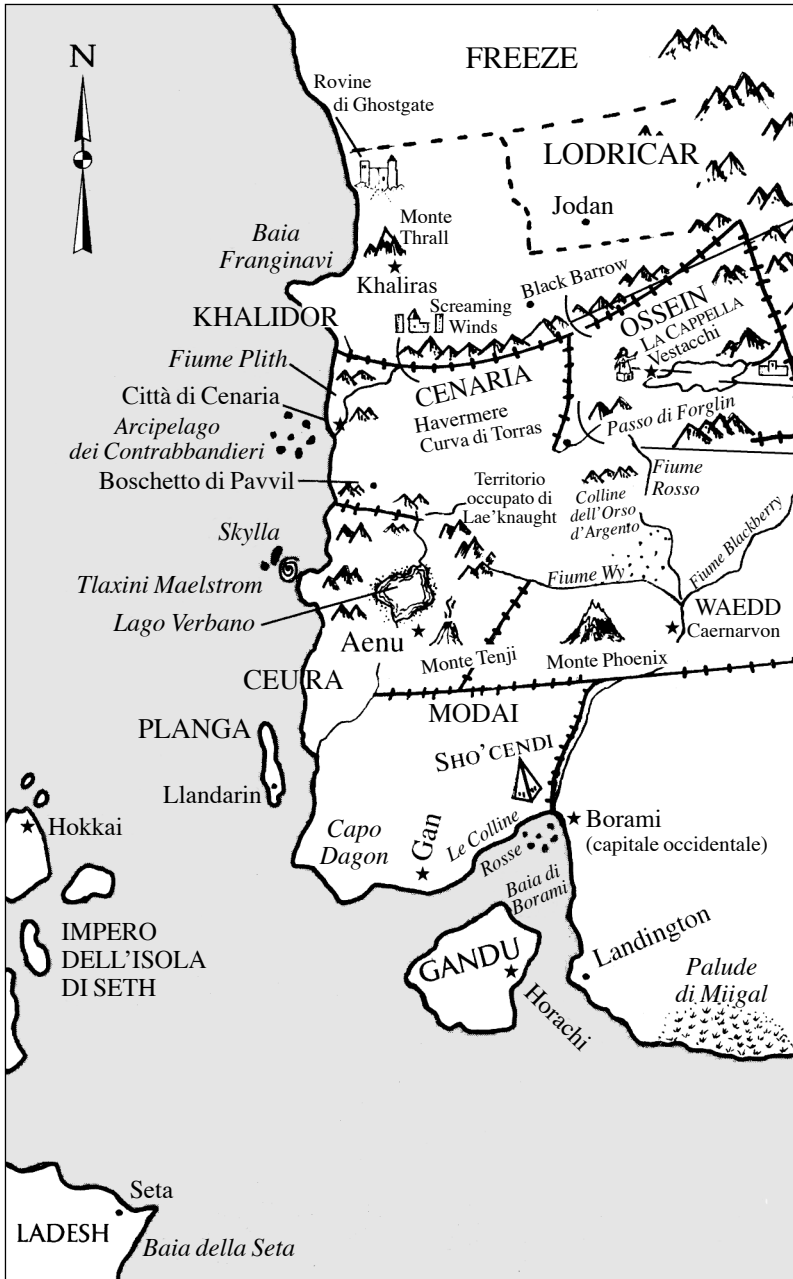 N
FREEZE
Rovine
di Ghostgate
LODRICAR
Jodan
Monte
Thrall
Baia
Franginavi
Khaliras
Black Barrow
KHALIDOR
Screaming
Winds
OSSEIN
LA CAPPELLA
Vestacchi
Fiume Plith
CENARIA
Città di Cenaria
Havermere
Curva di Torras
Passo di Forglin
Arcipelago
dei Contrabbandieri
Boschetto di Pavvil
Territorio
occupato di
Lae'knaught
Colline
dell'Orso
d'Argento
Fiume
Rosso
Skylla
Fiume Blackberry
Tlaxini Maelstrom
Fiume Wy
Lago Verbano
WAEDD
Caernarvon
Aenu
Monte Tenji
Monte Phoenix
CEURA
MODAI
PLANGA
SHO'CENDI
Llandarin
Hokkai
Capo
Dagon
Gan
Le Colline
Rosse
Borami
(capitale occidentale)
Baia di
Borami
IMPERO
DELL'ISOLA
DI SETH
GANDU
Horachi
Landington
Palude
di Miigal
Seta
LADESH
Baia della Seta